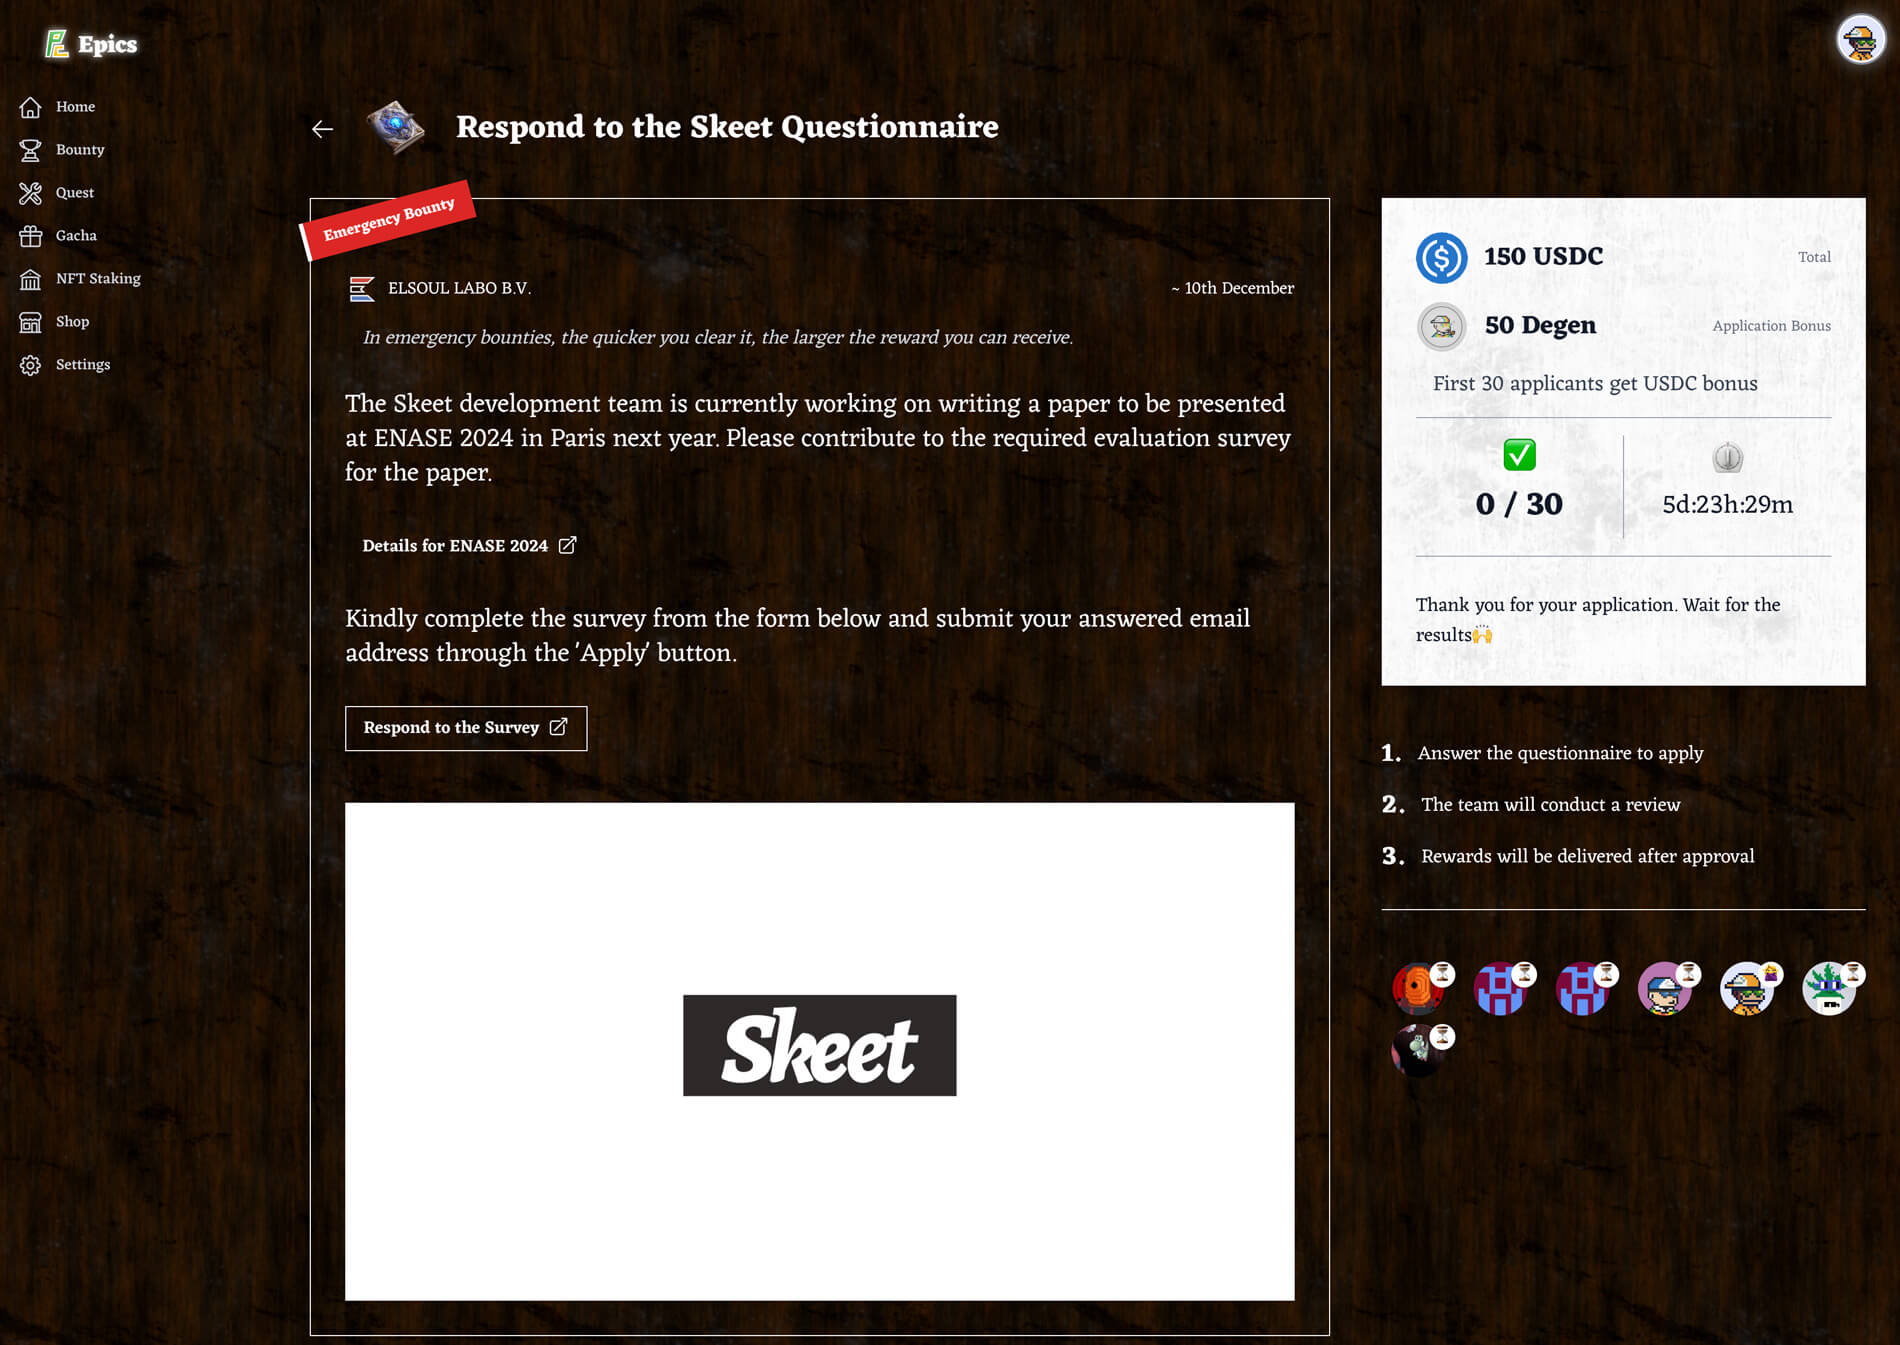 Epics
Home
Bounty
Quest
Gacha
NFT Staking
Shop
Settings
Respond to the Skeet Questionnaire
Emergency Bounty
ELSOUL LABO B.V.
~ 10th December
In emergency bounties, the quicker you clear it, the larger the reward you can receive.
The Skeet development team is currently working on writing a paper to be presented
at ENASE 2024 in Paris next year. Please contribute to the required evaluation survey
for the paper.
Details for ENASE 2024
Kindly complete the survey from the form below and submit your answered email
address through the 'Apply' button.
Respond to the Survey
Skeet
150 USDC
Total
50 Degen
Application Bonus
First 30 applicants get USDC bonus
0 / 30
5d:23h:29m
Thank you for your application. Wait for the
results🙌
1. Answer the questionnaire to apply
2. The team will conduct a review
3. Rewards will be delivered after approval